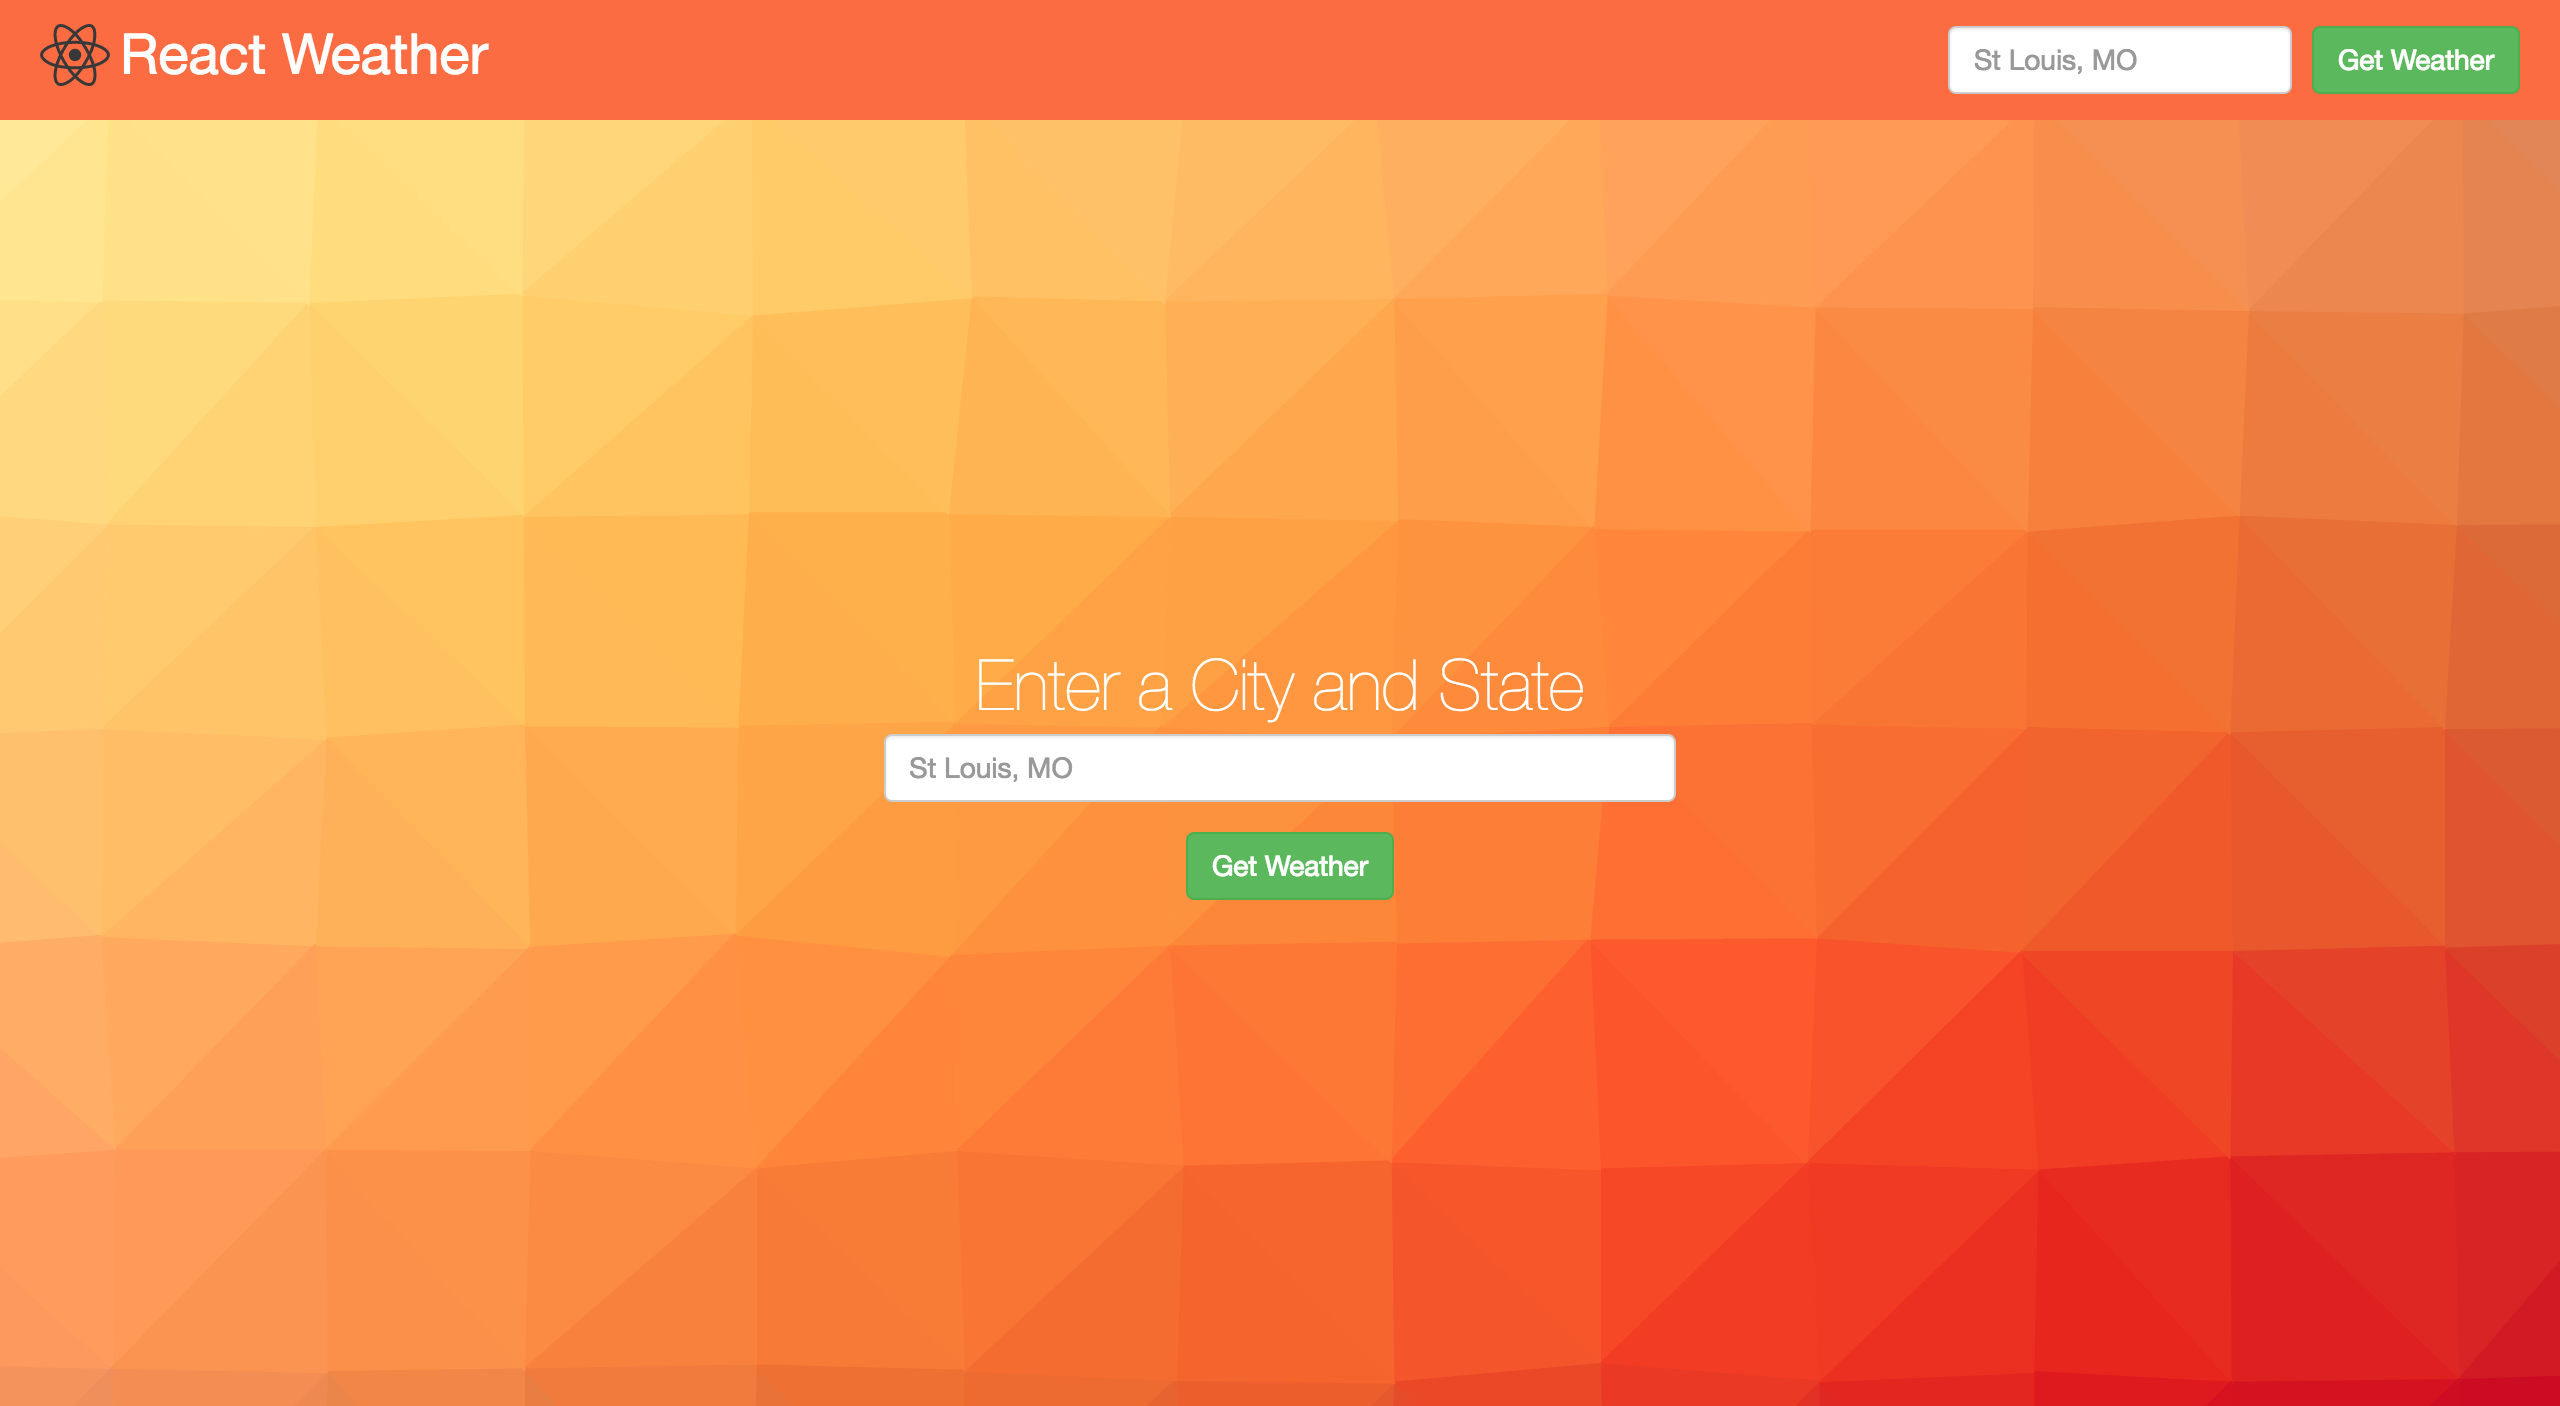 React Weather
St Louis, MO
Get Weather
Enter a City and State
St Louis, MO
Get Weather